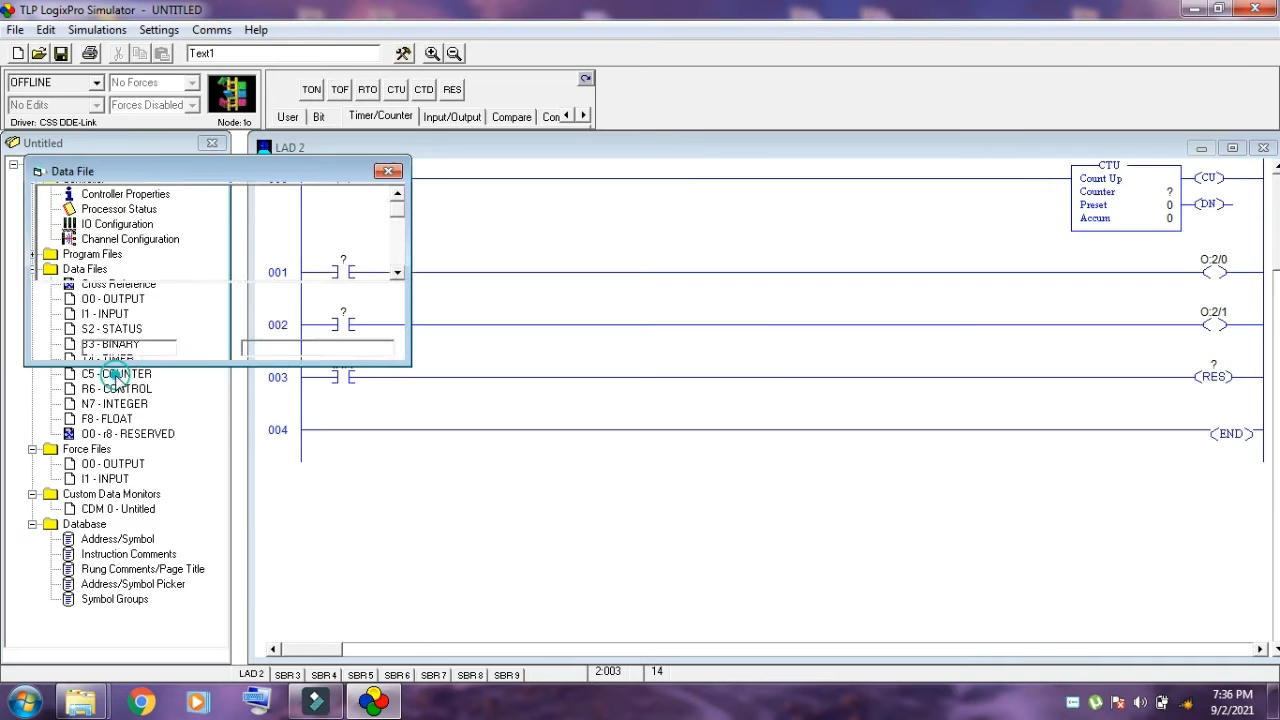 TLP LogixPro Simulator - UNTITLED
File Edit Simulations Settings Comms Help
Text1
OFFLINE No Forces
No Edits Forces Disabled
Driver: CSS DDE-Link Node: 1o
TON TOF RTO CTU CTD RES
User Bit Timer/Counter Input/Output Compare Con
Untitled
LAD 2
Data File
Controller Properties
Processor Status
IO Configuration
Channel Configuration
Program Files
Data Files
Cross Reference
O0 - OUTPUT
I1 - INPUT
S2 - STATUS
B3 - BINARY
T4 - TIMER
C5 - COUNTER
R6 - CONTROL
N7 - INTEGER
F8 - FLOAT
O0 - r8 - RESERVED
Force Files
O0 - OUTPUT
I1 - INPUT
Custom Data Monitors
CDM 0 - Untitled
Database
Address/Symbol
Instruction Comments
Rung Comments/Page Title
Address/Symbol Picker
Symbol Groups
CTU
Count Up
Counter ?
Preset 0
Accum 0
CU
DN
001 ? O:2/0
002 ? O:2/1
003 ? RES
004 END
LAD 2 SBR 3 SBR 4 SBR 5 SBR 6 SBR 7 SBR 8 SBR 9
2:003 14
7:36 PM
9/2/2021